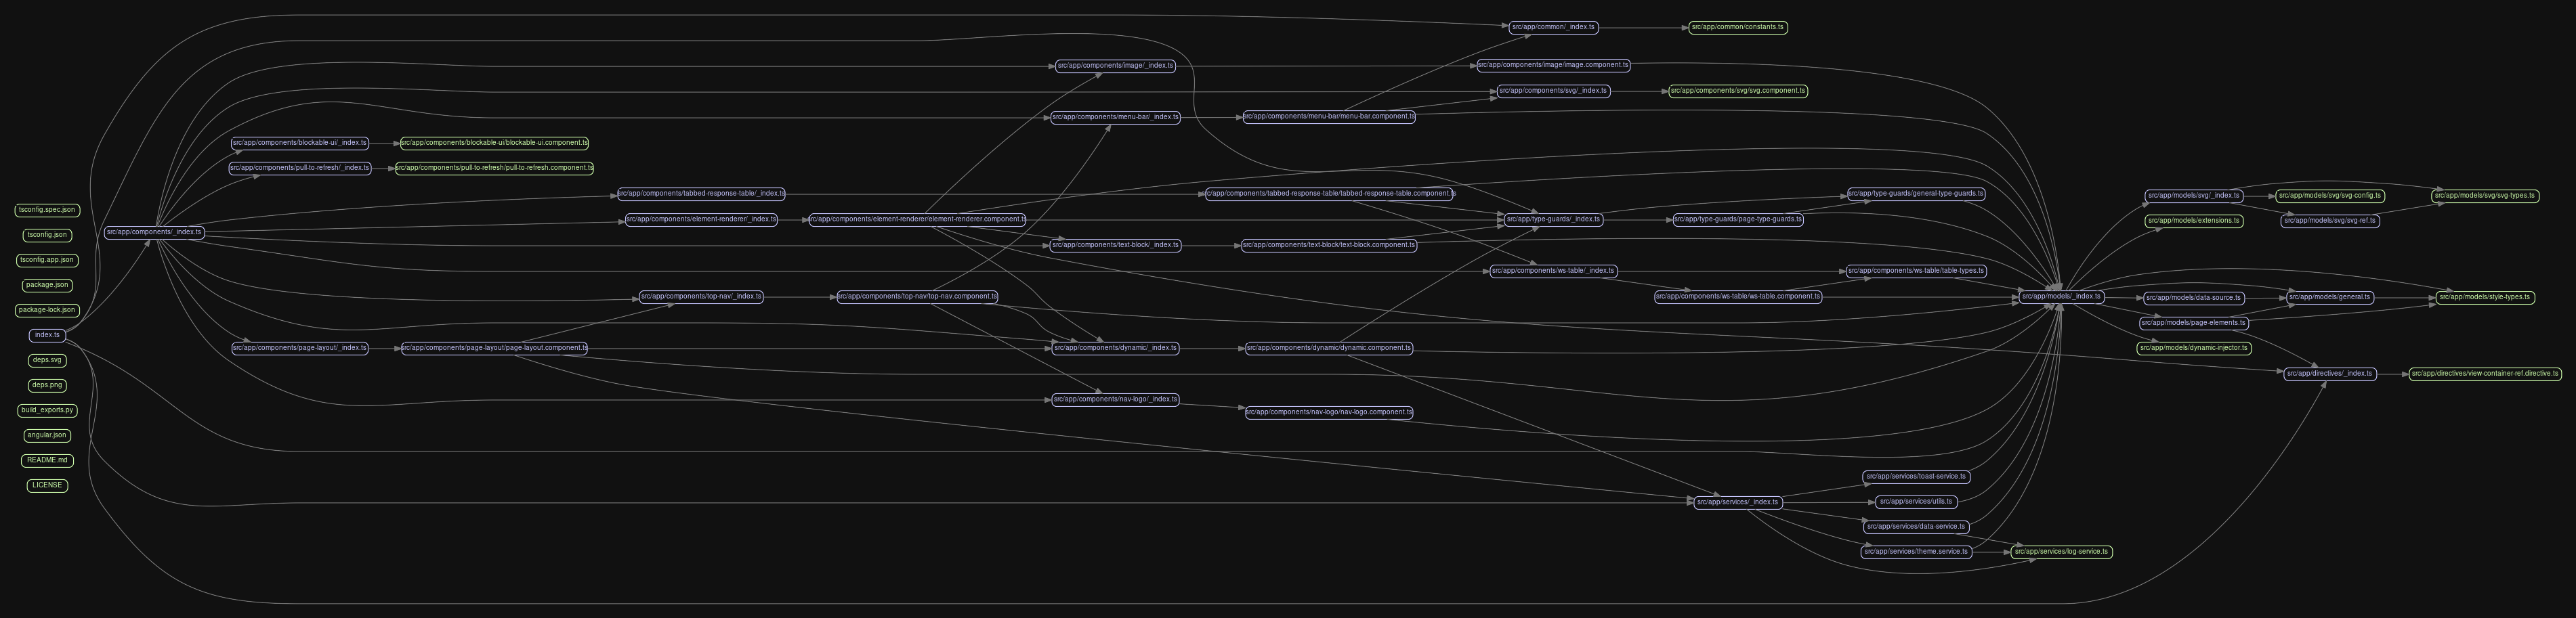 src/app/common/_index.ts
src/app/common/constants.ts
src/app/components/image/_index.ts
src/app/components/image/image.component.ts
src/app/components/svg/_index.ts
src/app/components/svg/svg.component.ts
src/app/components/menu-bar/_index.ts
src/app/components/menu-bar/menu-bar.component.ts
src/app/components/blockable-ui/_index.ts
src/app/components/blockable-ui/blockable-ui.component.ts
src/app/components/pull-to-refresh/_index.ts
src/app/components/pull-to-refresh/pull-to-refresh.component.ts
src/app/components/tabbed-response-table/_index.ts
src/app/components/tabbed-response-table/tabbed-response-table.component.ts
src/app/type-guards/general-type-guards.ts
src/app/models/svg/_index.ts
src/app/models/svg/svg-config.ts
src/app/models/svg/svg-types.ts
tsconfig.spec.json
src/app/components/element-renderer/_index.ts
src/app/components/element-renderer/element-renderer.component.ts
src/app/type-guards/_index.ts
src/app/type-guards/page-type-guards.ts
src/app/models/extensions.ts
src/app/models/svg/svg-ref.ts
tsconfig.json
src/app/components/_index.ts
src/app/components/text-block/_index.ts
src/app/components/text-block/text-block.component.ts
tsconfig.app.json
src/app/components/ws-table/_index.ts
src/app/components/ws-table/table-types.ts
package.json
src/app/components/top-nav/_index.ts
src/app/components/top-nav/top-nav.component.ts
src/app/components/ws-table/ws-table.component.ts
src/app/models/_index.ts
src/app/models/data-source.ts
src/app/models/general.ts
src/app/models/style-types.ts
package-lock.json
src/app/models/page-elements.ts
index.ts
src/app/components/page-layout/_index.ts
src/app/components/page-layout/page-layout.component.ts
src/app/components/dynamic/_index.ts
src/app/components/dynamic/dynamic.component.ts
src/app/models/dynamic-injector.ts
deps.svg
src/app/directives/_index.ts
src/app/directives/view-container-ref.directive.ts
deps.png
src/app/components/nav-logo/_index.ts
src/app/components/nav-logo/nav-logo.component.ts
build_exports.py
angular.json
README.md
src/app/services/toast-service.ts
LICENSE
src/app/services/_index.ts
src/app/services/utils.ts
src/app/services/data-service.ts
src/app/services/theme.service.ts
src/app/services/log-service.ts